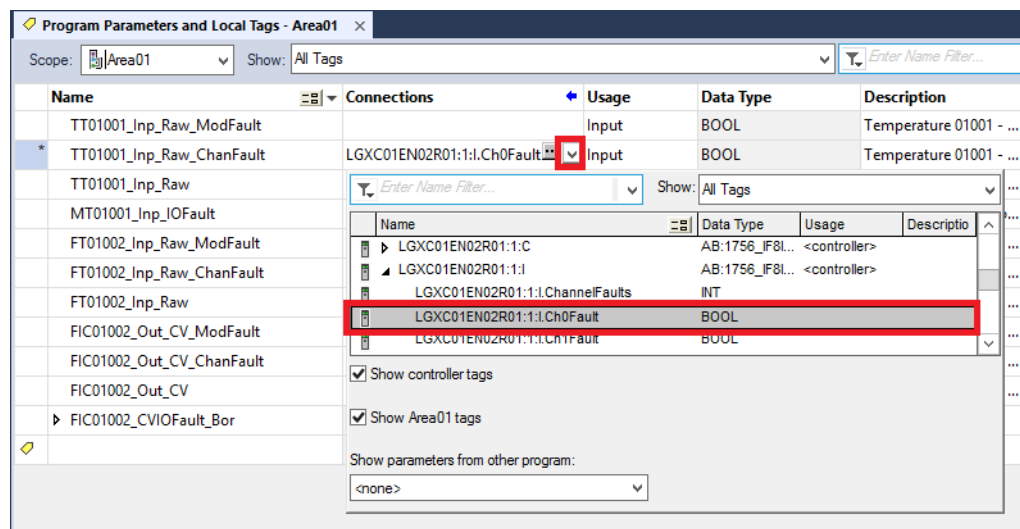 Program Parameters and Local Tags - Area01 ×
Scope: Area01 Show: All Tags Enter Name Filter...
Name Connections Usage Data Type Description
TT01001_Inp_Raw_ModFault Input BOOL Temperature 01001 - ...
* TT01001_Inp_Raw_ChanFault LGXC01EN02R01:1:I.Ch0Fault Input BOOL Temperature 01001 - ...
TT01001_Inp_Raw Enter Name Filter... Show: All Tags ...
MT01001_Inp_IOFault Name Data Type Usage Descriptio
FT01002_Inp_Raw_ModFault LGXC01EN02R01:1:C AB:1756_IF8I... <controller> ...
FT01002_Inp_Raw_ChanFault LGXC01EN02R01:1:I AB:1756_IF8I... <controller> ...
LGXC01EN02R01:1:I.ChannelFaults INT
FT01002_Inp_Raw LGXC01EN02R01:1:I.Ch0Fault BOOL ...
FIC01002_Out_CV_ModFault LGXC01EN02R01:1:I.Ch1Fault BOOL ...
FIC01002_Out_CV_ChanFault Show controller tags ...
FIC01002_Out_CV ...
FIC01002_CVIOFault_Bor Show Area01 tags
Show parameters from other program:
<none>